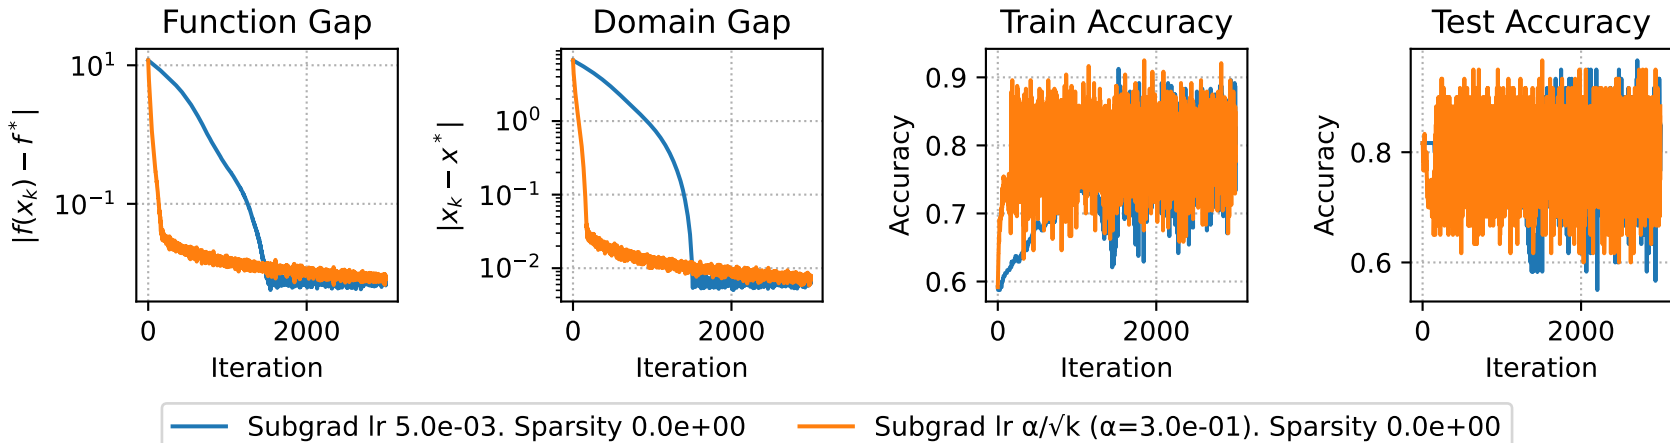 Function Gap
Domain Gap
Train Accuracy
Test Accuracy
|f(x_k) − f^*|
10^1
10^−1
0
2000
Iteration
|x_k − x^*|
10^0
10^−1
10^−2
0
2000
Iteration
Accuracy
0.9
0.8
0.7
0.6
0
2000
Iteration
Accuracy
0.8
0.6
0
2000
Iteration
Subgrad lr 5.0e-03. Sparsity 0.0e+00
Subgrad lr α/√k (α=3.0e-01). Sparsity 0.0e+00